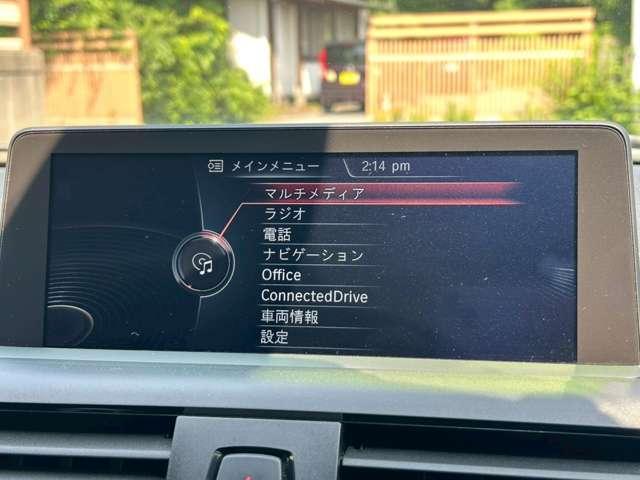 メインメニュー 2:14 pm
マルチメディア
ラジオ
電話
ナビゲーション
Office
ConnectedDrive
車両情報
設定